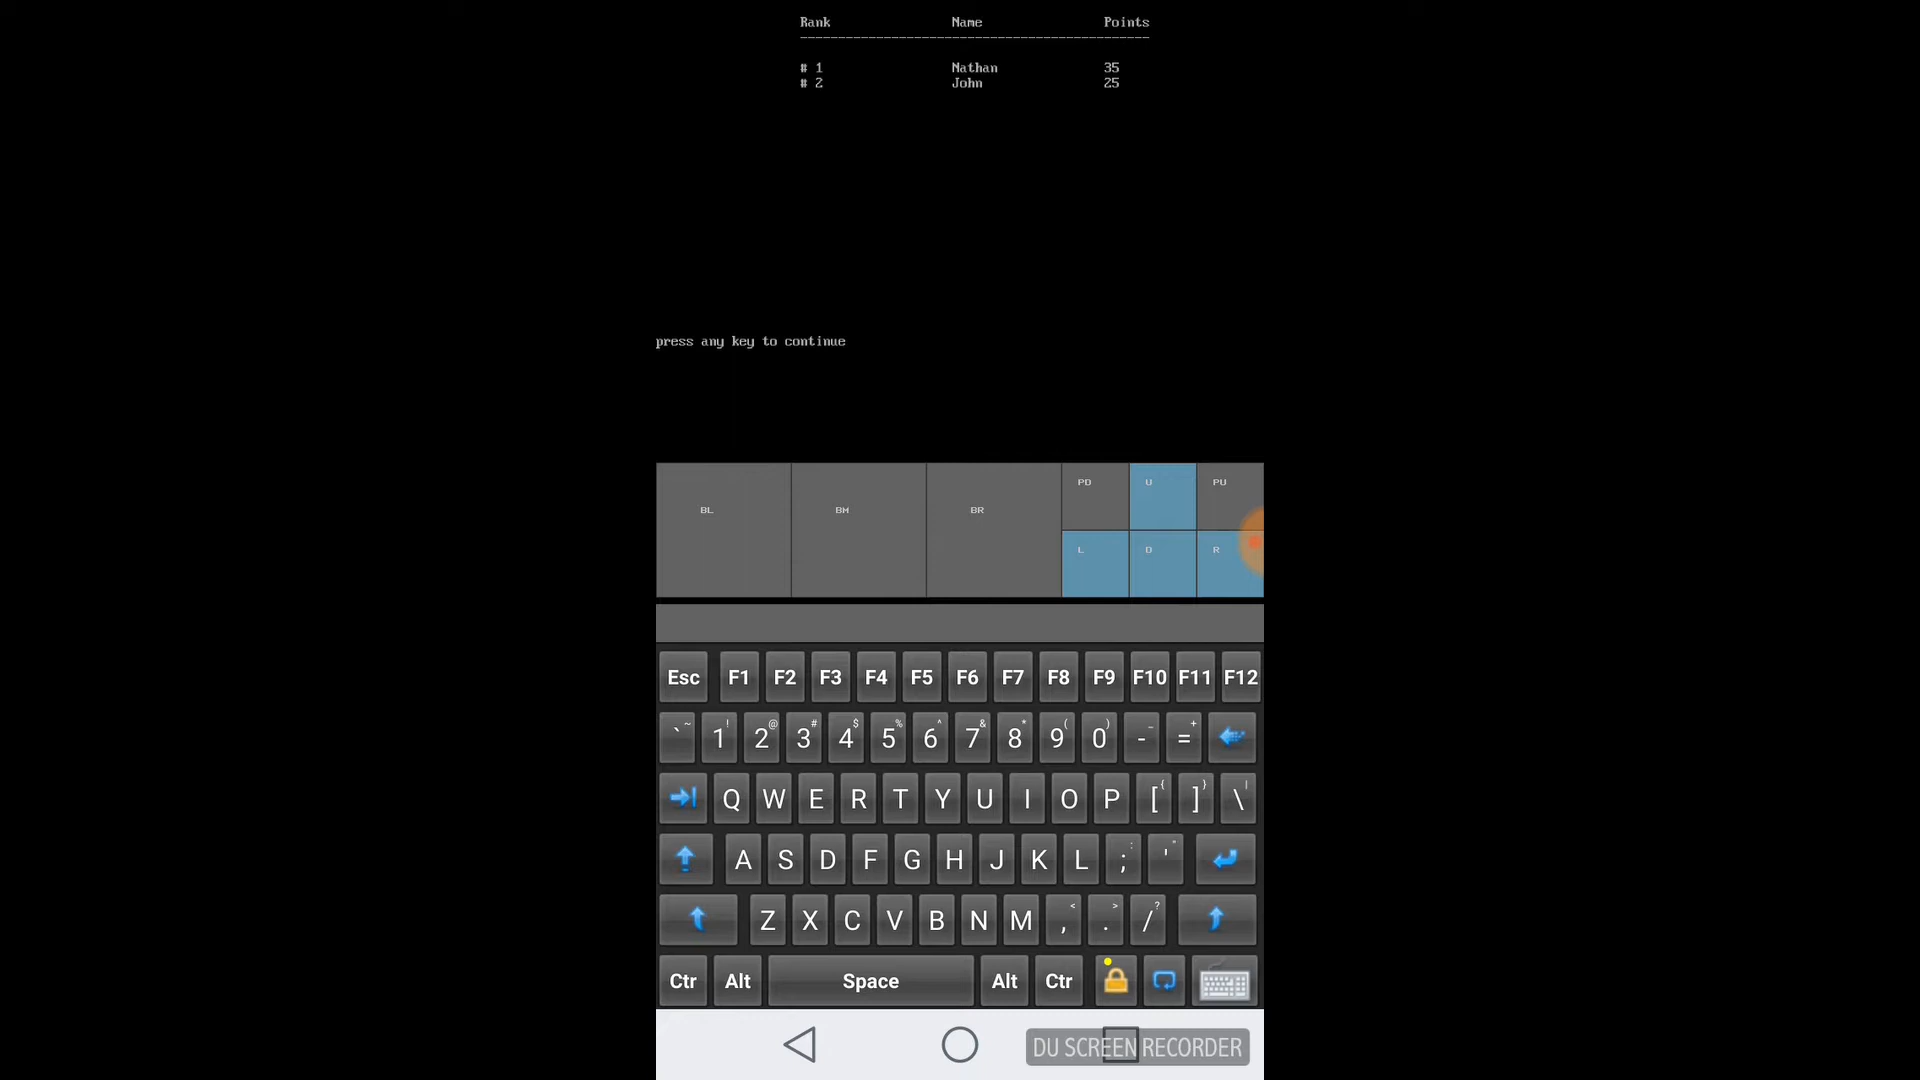 Rank Name Points
----------------------------------------------
# 1 Nathan 35
# 2 John 25
press any key to continue
BL BM BR PD U PU
L D R
Esc F1 F2 F3 F4 F5 F6 F7 F8 F9 F10 F11 F12
` ~ 1 ! 2 @ 3 # 4 $ 5 % 6 ^ 7 & 8 * 9 ( 0 ) - _ = +
Q W E R T Y U I O P [ { ] } \ |
A S D F G H J K L ; : ' "
Z X C V B N M , < . > / ?
Ctr Alt Space Alt Ctr
DU SCREEN RECORDER